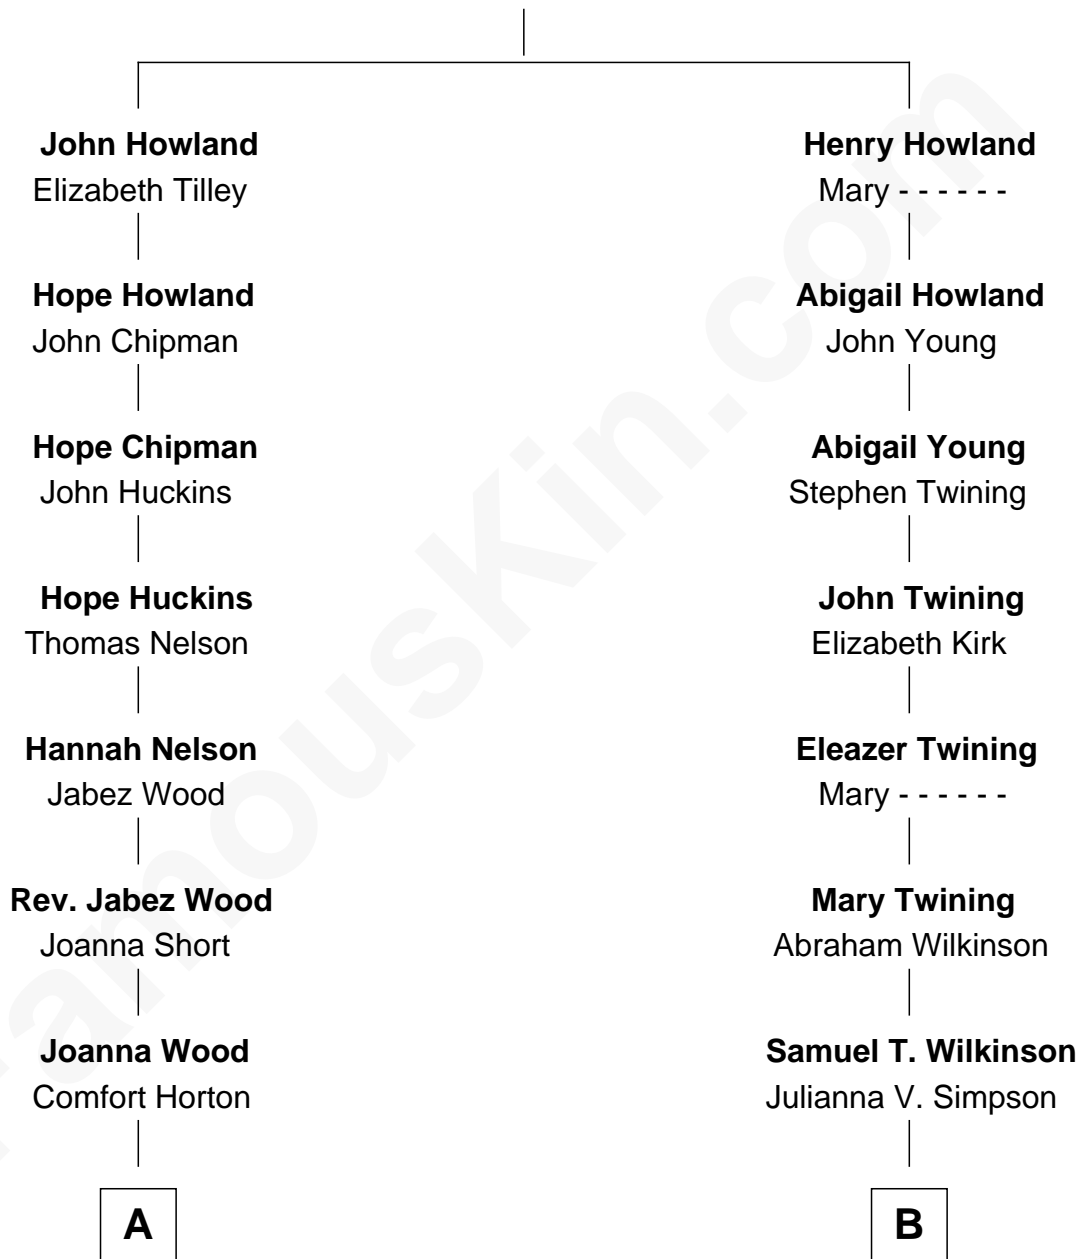 John Howland
Elizabeth Tilley
Hope Howland
John Chipman
Hope Chipman
John Huckins
Hope Huckins
Thomas Nelson
Hannah Nelson
Jabez Wood
Rev. Jabez Wood
Joanna Short
Joanna Wood
Comfort Horton
A
Henry Howland
Mary - - - - - -
Abigail Howland
John Young
Abigail Young
Stephen Twining
John Twining
Elizabeth Kirk
Eleazer Twining
Mary - - - - - -
Mary Twining
Abraham Wilkinson
Samuel T. Wilkinson
Julianna V. Simpson
B
FamousKin.com